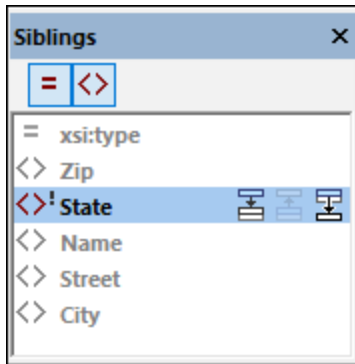 Siblings
= <>
= xsi:type
<> Zip
<>! State
<> Name
<> Street
<> City